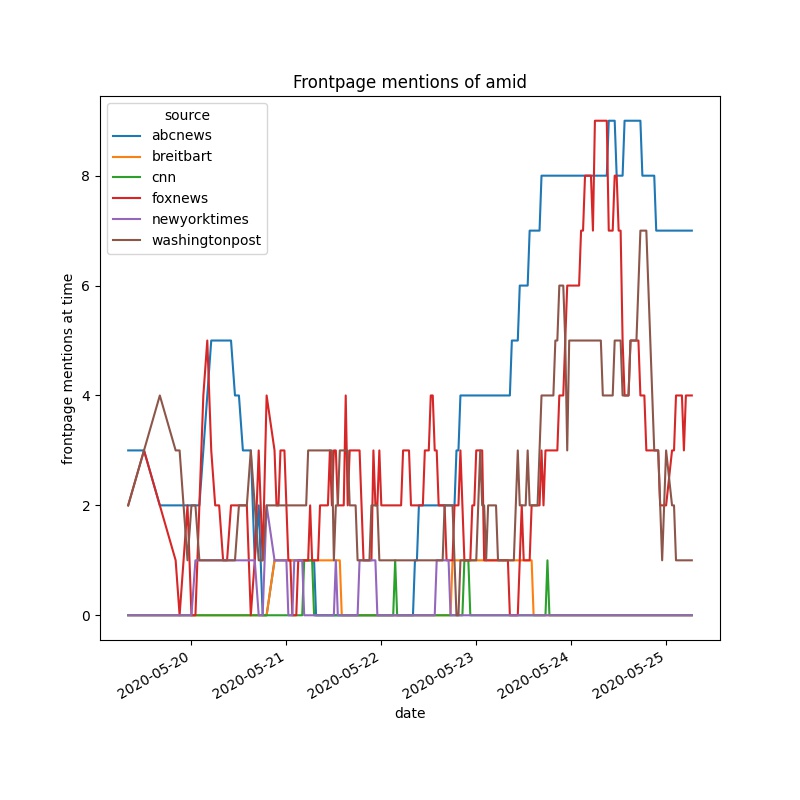 Frontpage mentions of amid
source
abcnews
breitbart
cnn
foxnews
newyorktimes
washingtonpost
frontpage mentions at time
8
6
4
2
0
2020-05-20
2020-05-21
2020-05-22
2020-05-23
2020-05-24
2020-05-25
date